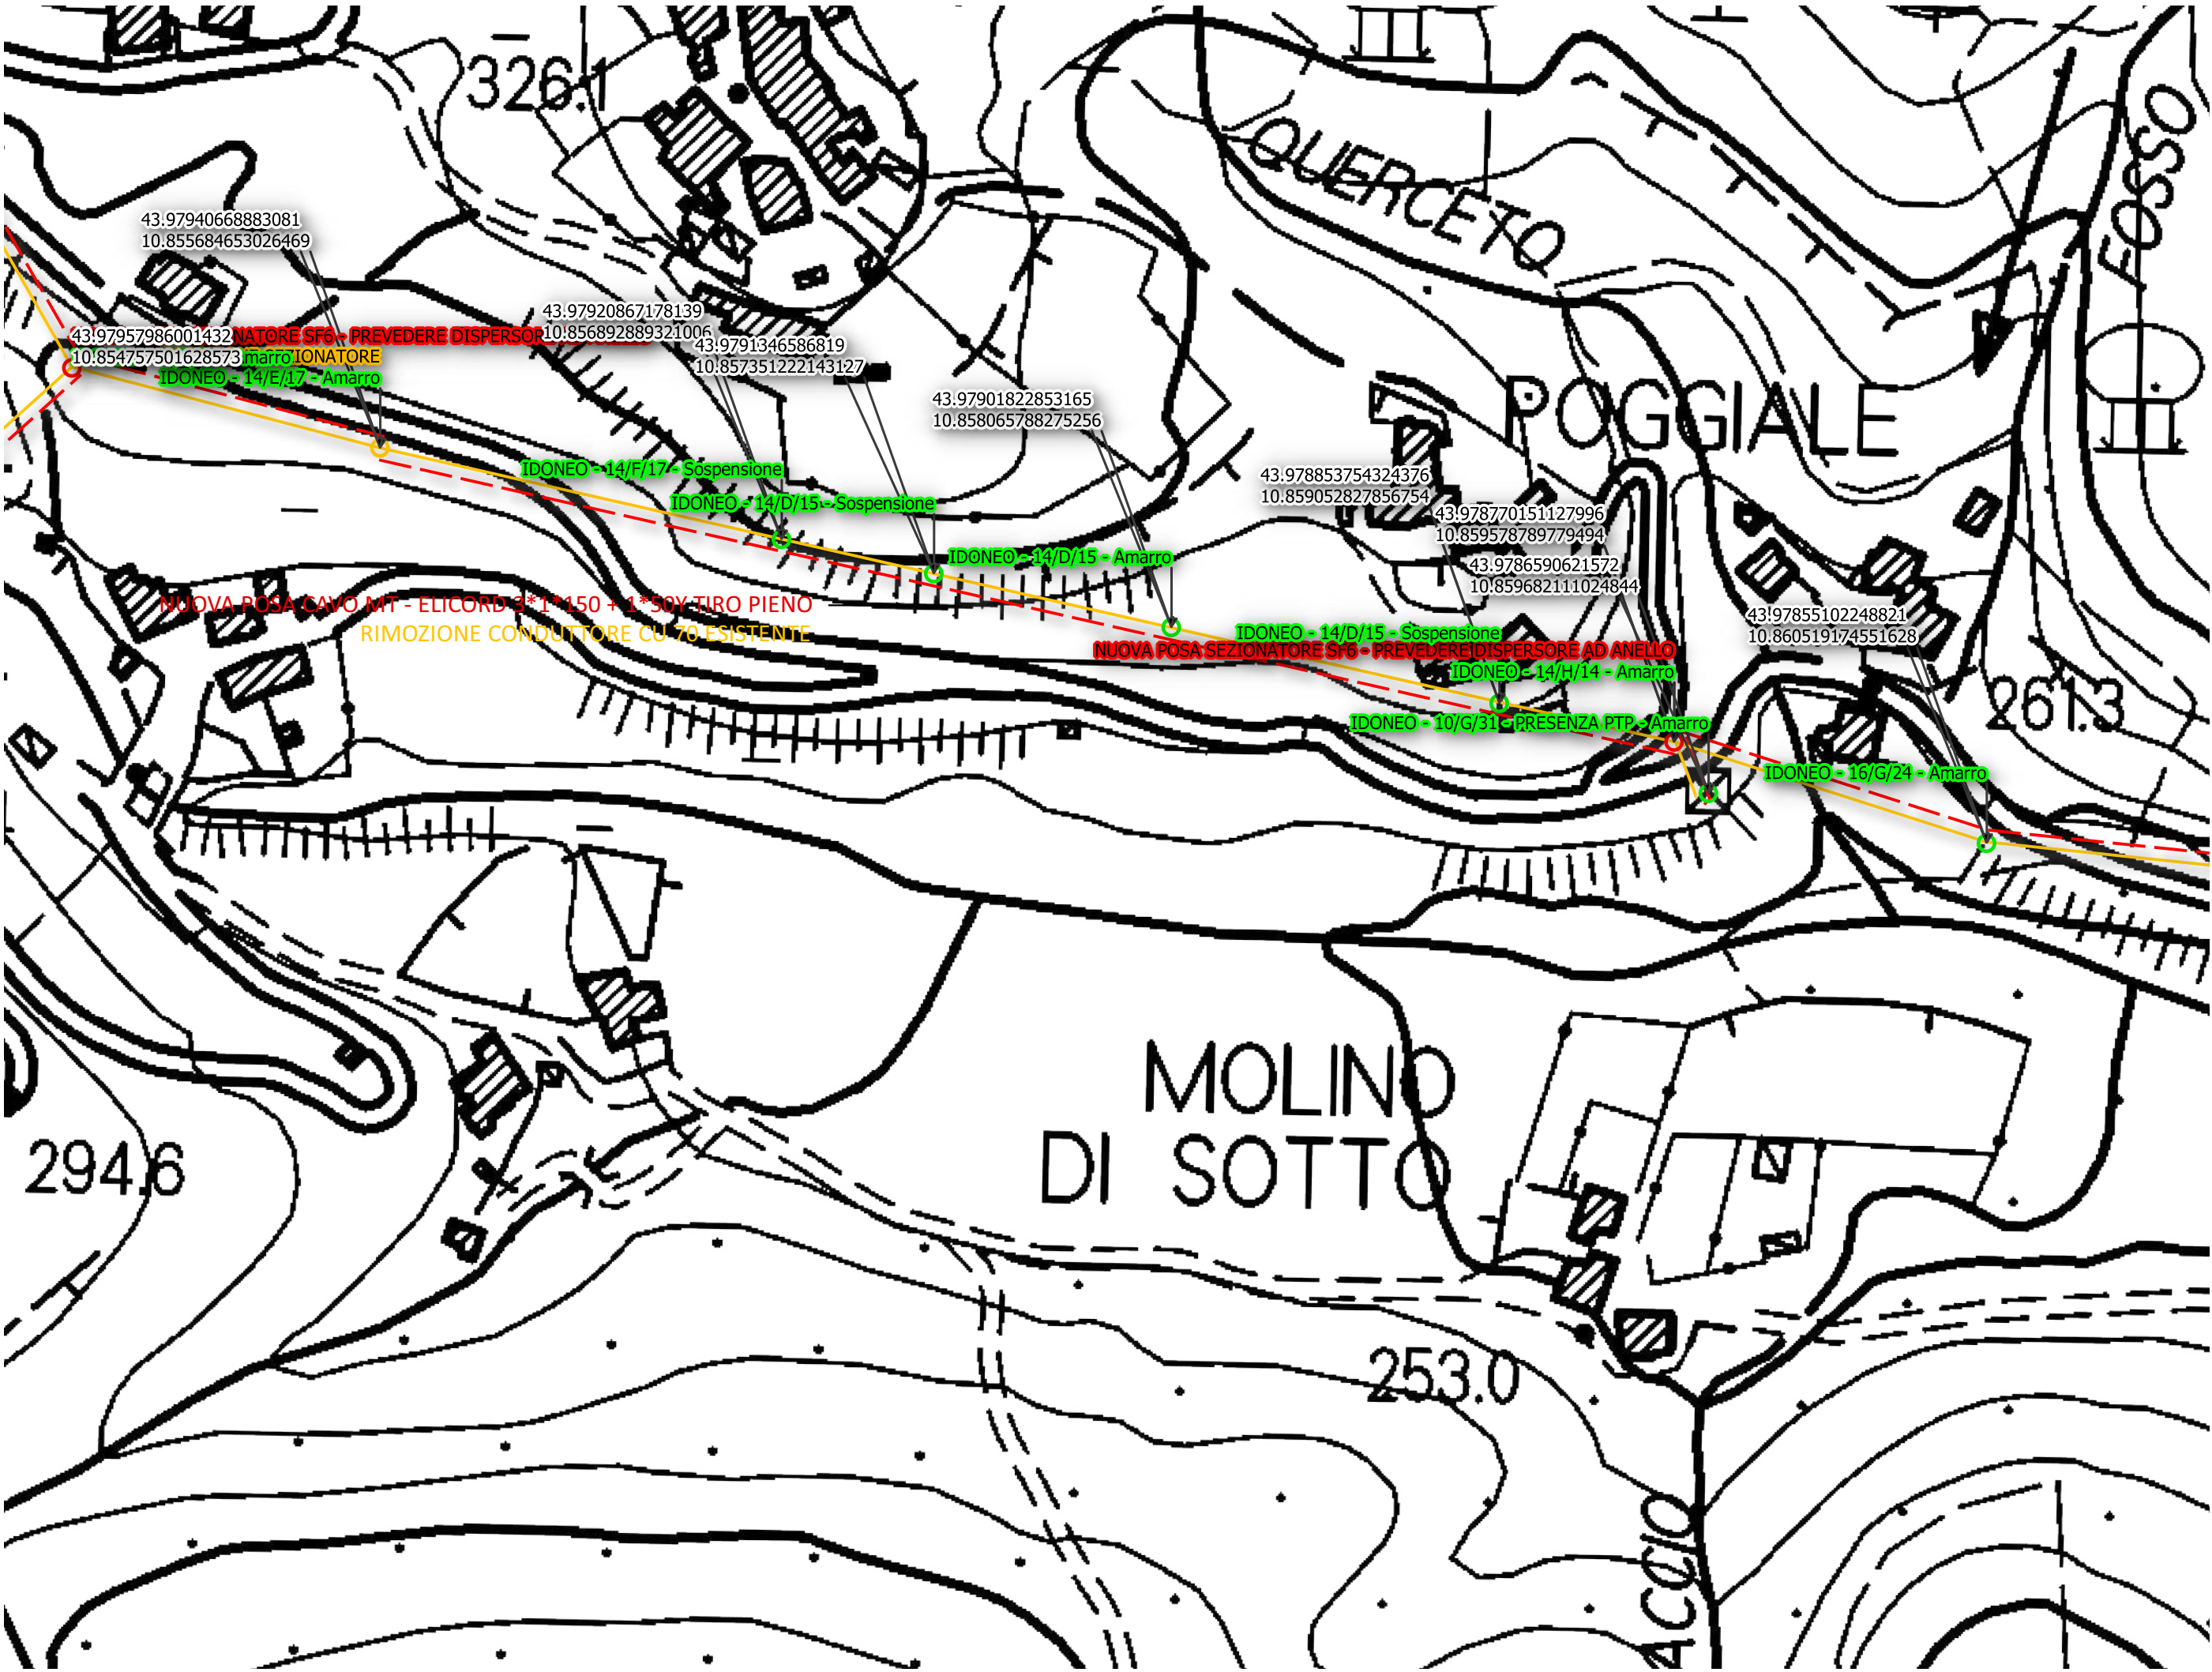 326.1
QUERCETO
FOSSO
43.97940668883081
10.855684653026469
43.97920867178139
10.856892889321006
NATORE SF6 - PREVEDERE
43.97957986001432
10.854757501628573
marro
IONATORE
IDONEO - 14/E/17 - Amarro
43.9791346586819
10.857351222143127
43.97901822853165
10.858065788275256
POGGIALE
IDONEO - 14/F/17 - Sospensione
43.978853754324376
10.859052827856754
IDONEO - 14/D/15 - Sospensione
43.978770151127996
10.859578789779494
IDONEO - 14/D/15 - Amarro
43.9786590621572
10.859682111024844
NUOVA POSA CAVO MT - ELICORD 3*1*150 + 1*50Y TIRO PIENO
RIMOZIONE CONDUTTORE CU 70 ESISTENTE
43.97855102248821
10.860519174551628
IDONEO - 14/D/15 - Sospensione
NUOVA POSA SEZIONATORE SF6 - PREVEDERE DISPERSORE AD ANELLO
IDONEO - 14/H/14 - Amarro
261.3
IDONEO - 10/G/31 - PRESENZA PTP - Amarro
IDONEO - 16/G/24 - Amarro
MOLINO
DI SOTTO
294.6
253.0
ACCIO